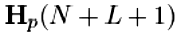 H_p(N + L + 1)